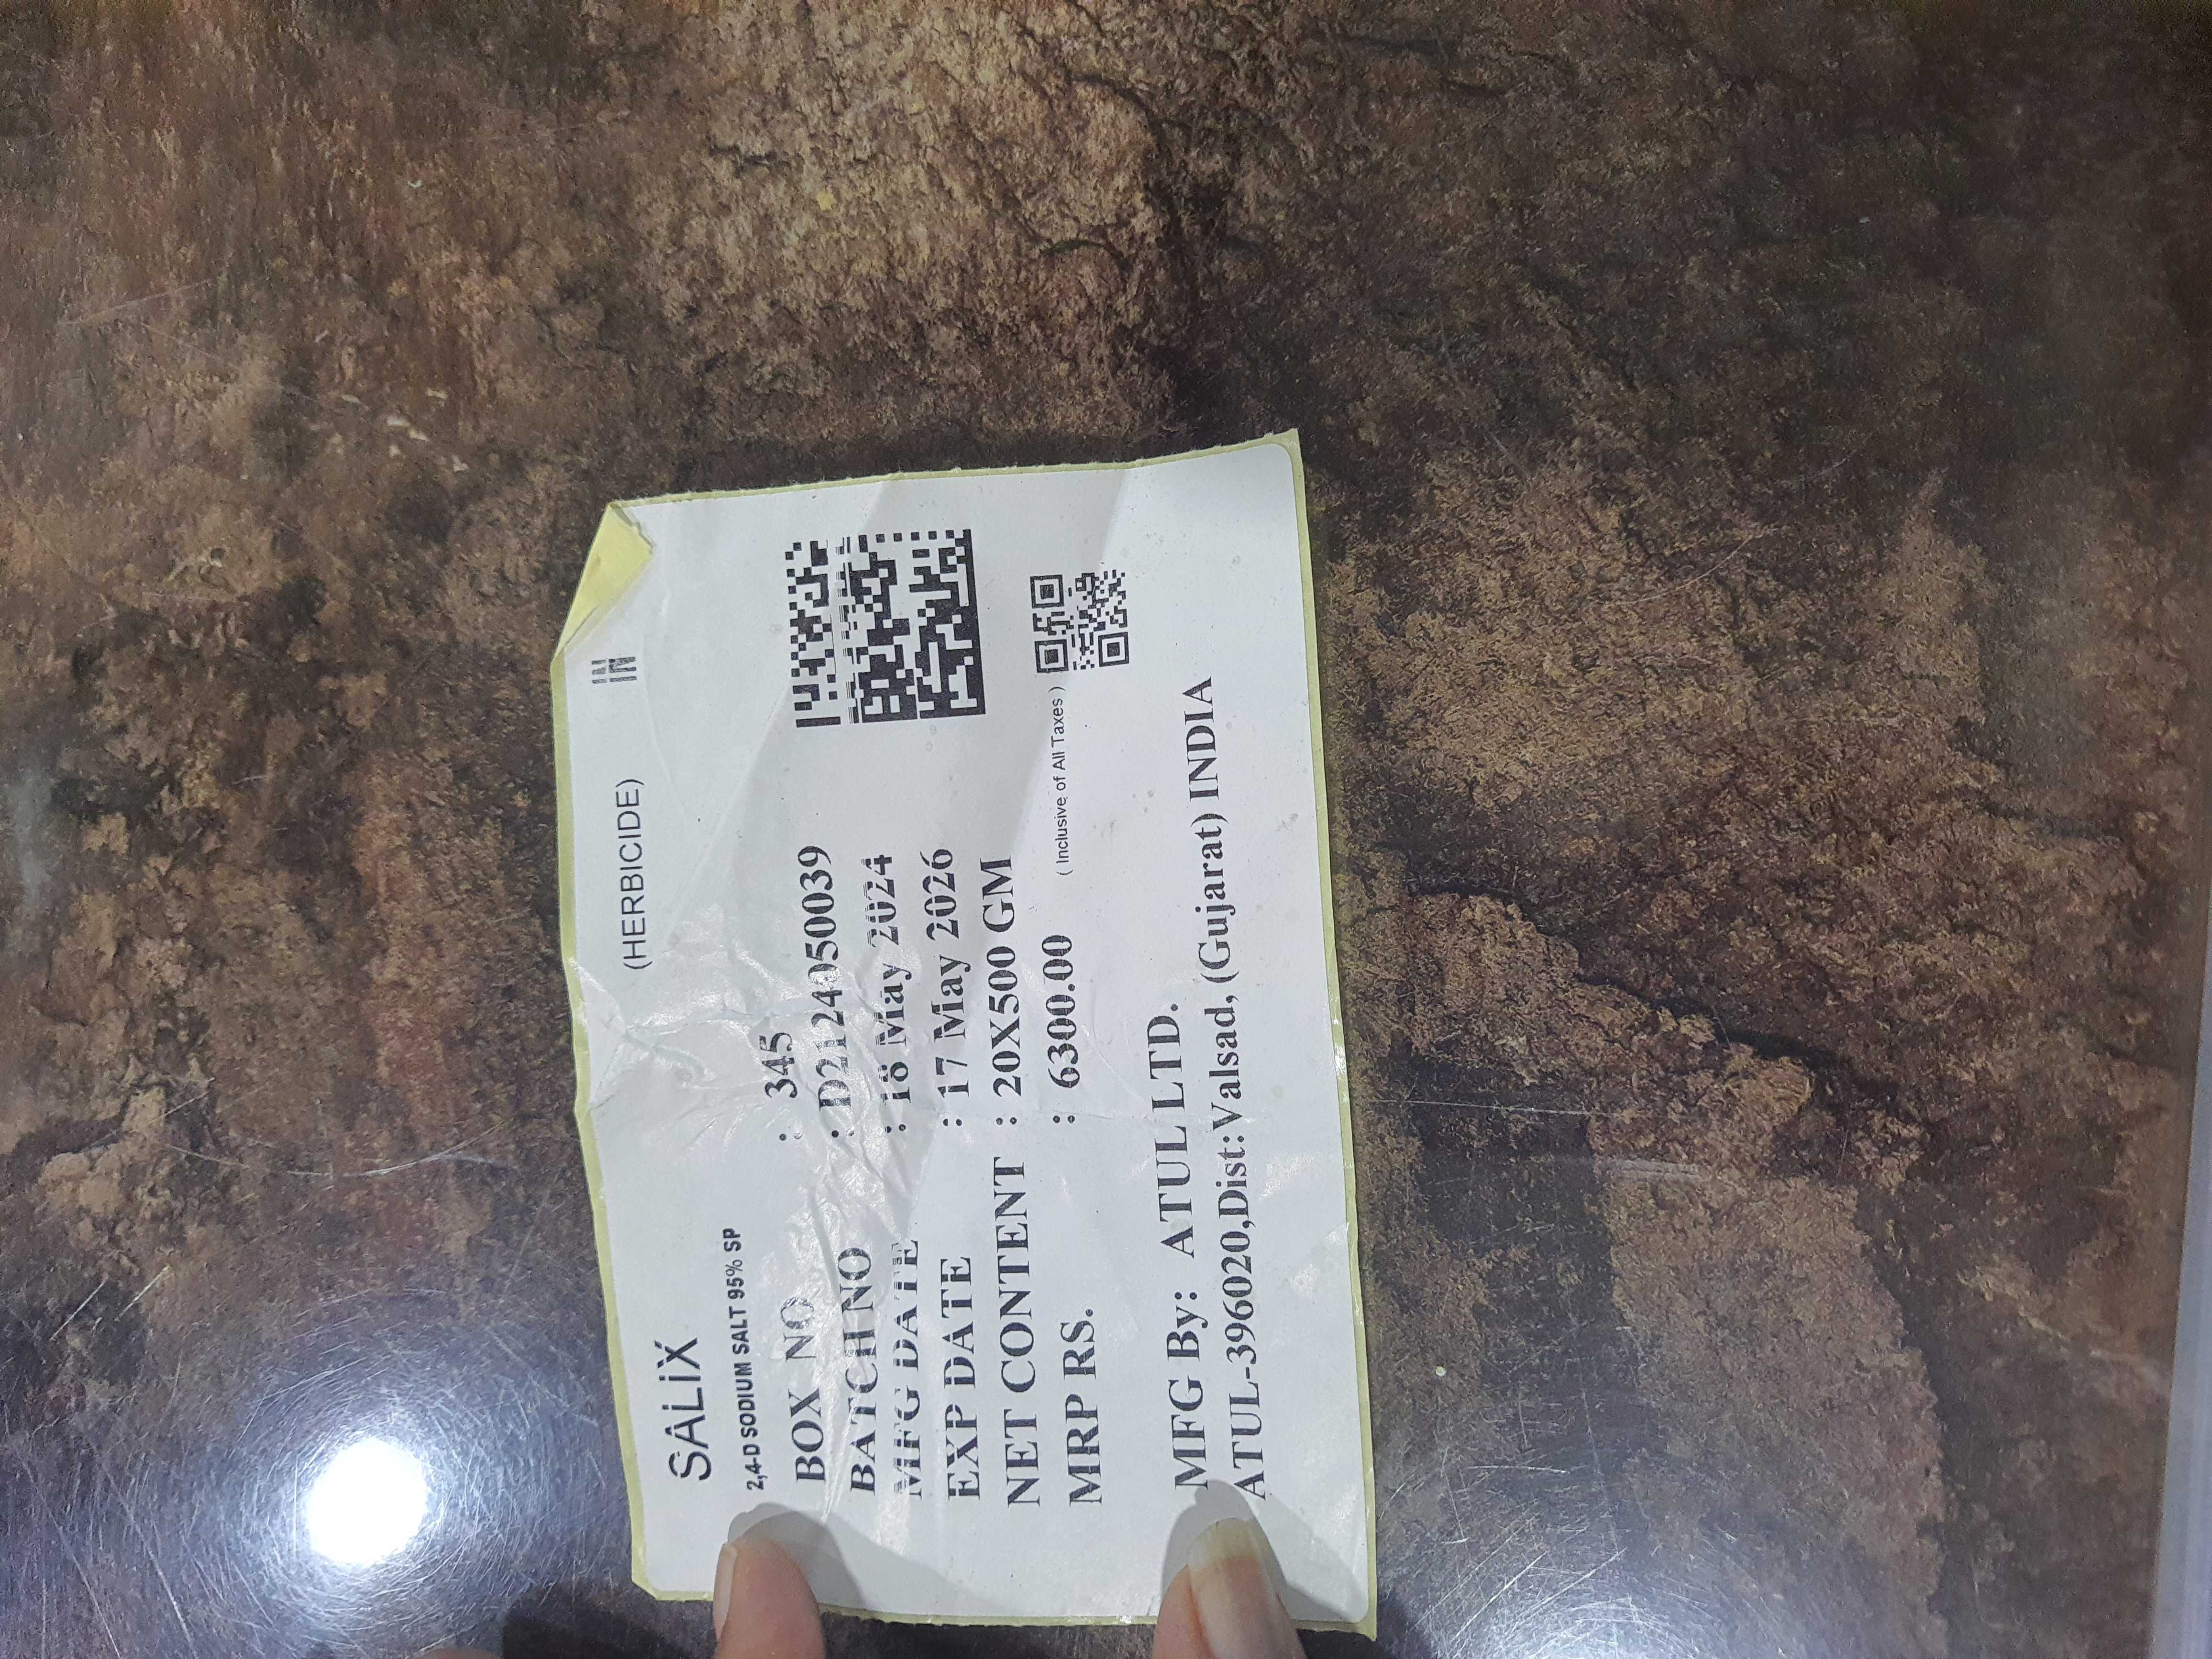 SALIX (HERBICIDE) IN
2,4-D SODIUM SALT 95% SP
BOX NO : 345
BATCH NO : D2124050039
MFG DATE : 18 May 2024
EXP DATE : 17 May 2026
NET CONTENT : 20X500 GM
MRP RS. : 6300.00 ( Inclusive of All Taxes )
MFG By: ATUL LTD.
ATUL-396020,Dist:Valsad, (Gujarat) INDIA